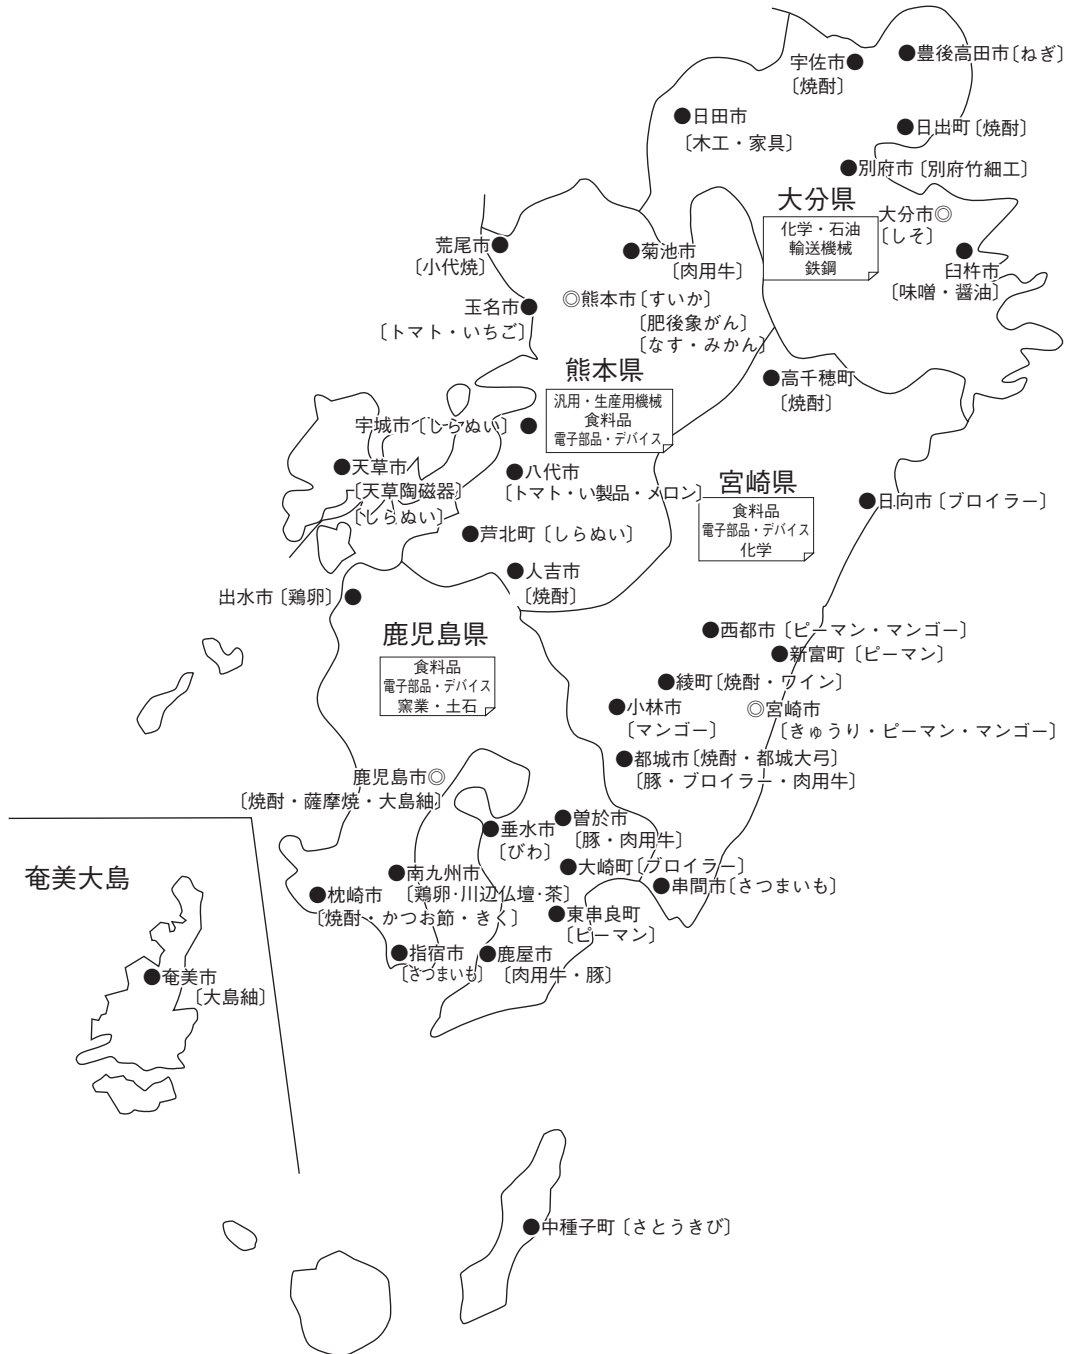 宇佐市
〔焼酎〕
豊後高田市〔ねぎ〕
日田市
〔木工・家具〕
日出町〔焼酎〕
別府市〔別府竹細工〕
大分県
化学・石油
輸送機械
鉄鋼
大分市◎
〔しそ〕
臼杵市
〔味噌・醤油〕
荒尾市
〔小代焼〕
菊池市
〔肉用牛〕
玉名市
〔トマト・いちご〕
◎熊本市〔すいか〕
〔肥後象がん〕
〔なす・みかん〕
熊本県
汎用・生産用機械
食料品
電子部品・デバイス
高千穂町
〔焼酎〕
宇城市〔しらぬい〕
天草市
〔天草陶磁器〕
〔しらぬい〕
八代市
〔トマト・い製品・メロン〕
宮崎県
食料品
電子部品・デバイス
化学
日向市〔ブロイラー〕
芦北町〔しらぬい〕
人吉市
〔焼酎〕
出水市〔鶏卵〕
鹿児島県
食料品
電子部品・デバイス
窯業・土石
西都市〔ピーマン・マンゴー〕
新富町〔ピーマン〕
綾町〔焼酎・ワイン〕
小林市
〔マンゴー〕
◎宮崎市
〔きゅうり・ピーマン・マンゴー〕
都城市〔焼酎・都城大弓〕
〔豚・ブロイラー・肉用牛〕
鹿児島市◎
〔焼酎・薩摩焼・大島紬〕
垂水市
〔びわ〕
曽於市
〔豚・肉用牛〕
大崎町〔ブロイラー〕
串間市〔さつまいも〕
南九州市
〔鶏卵・川辺仏壇・茶〕
枕崎市
〔焼酎・かつお節・きく〕
東串良町
〔ピーマン〕
指宿市
〔さつまいも〕
鹿屋市
〔肉用牛・豚〕
奄美大島
奄美市
〔大島紬〕
中種子町〔さとうきび〕